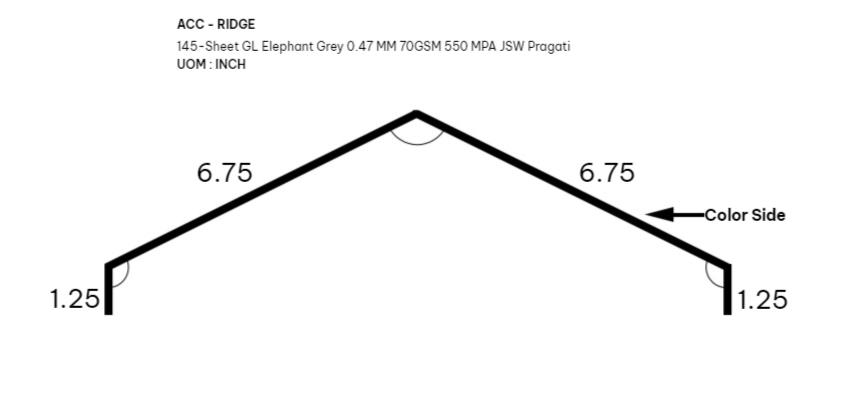 ACC - RIDGE
145-Sheet GL Elephant Grey 0.47 MM 70GSM 550 MPA JSW Pragati
UOM : INCH
6.75
6.75
Color Side
1.25
1.25